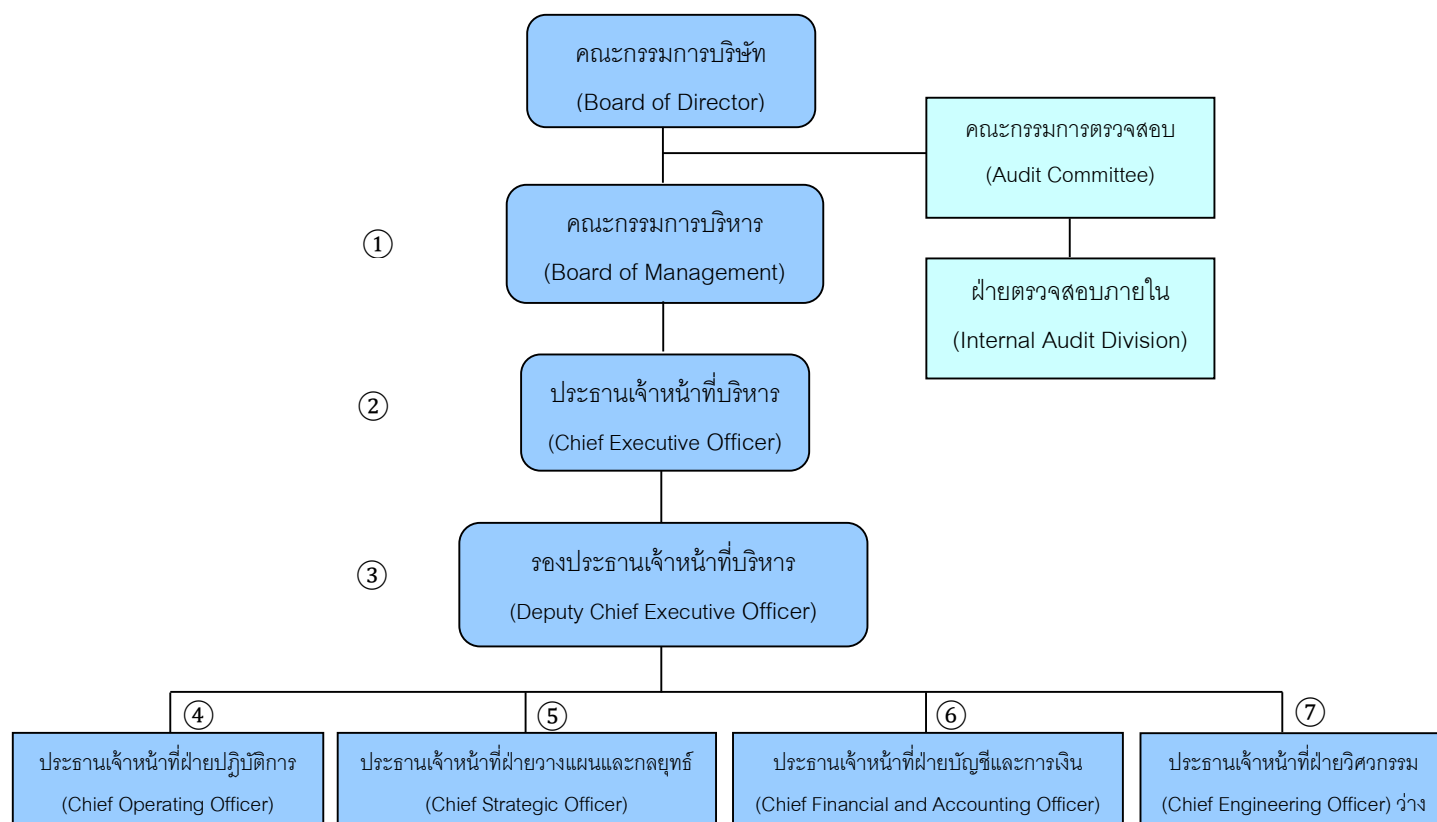 คณะกรรมการบริษัท
(Board of Director)
คณะกรรมการตรวจสอบ
(Audit Committee)
①
คณะกรรมการบริหาร
(Board of Management)
ฝ่ายตรวจสอบภายใน
(Internal Audit Division)
②
ประธานเจ้าหน้าที่บริหาร
(Chief Executive Officer)
③
รองประธานเจ้าหน้าที่บริหาร
(Deputy Chief Executive Officer)
④
ประธานเจ้าหน้าที่ฝ่ายปฏิบัติการ
(Chief Operating Officer)
⑤
ประธานเจ้าหน้าที่ฝ่ายวางแผนและกลยุทธ์
(Chief Strategic Officer)
⑥
ประธานเจ้าหน้าที่ฝ่ายบัญชีและการเงิน
(Chief Financial and Accounting Officer)
⑦
ประธานเจ้าหน้าที่ฝ่ายวิศวกรรม
(Chief Engineering Officer) ว่าง